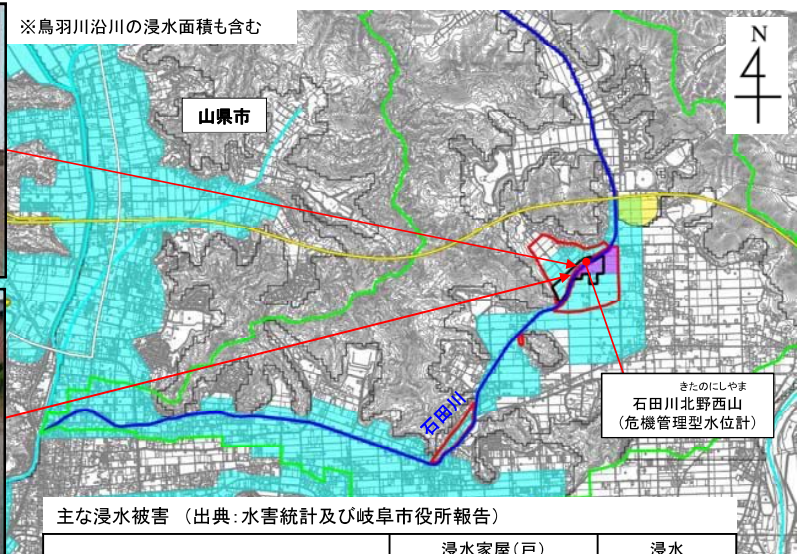 ※鳥羽川沿川の浸水面積も含む
N
山県市
石田川
きたのにしやま
石田川北野西山
(危機管理型水位計)
主な浸水被害 (出典:水害統計及び岐阜市役所報告)
浸水家屋(戸)
浸水